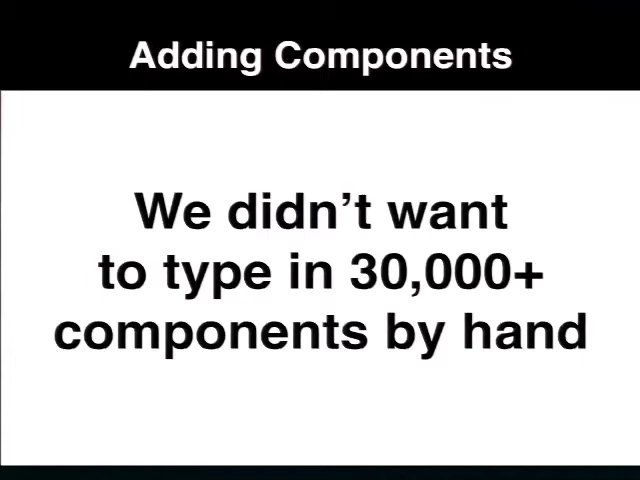 Adding Components
We didn’t want
to type in 30,000+
components by hand